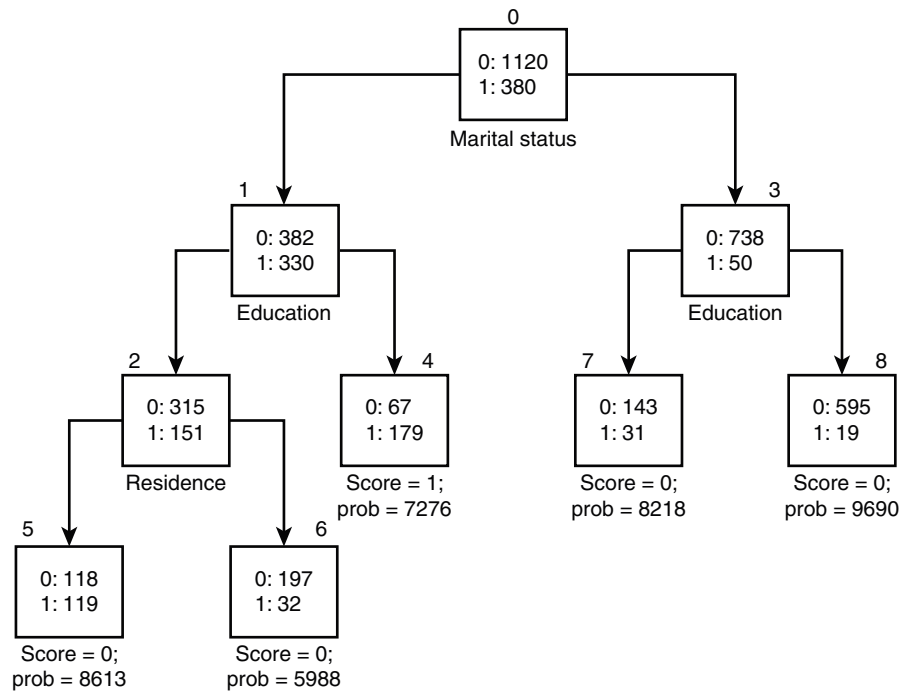 0
0: 1120
1: 380
Marital status
1
0: 382
1: 330
Education
3
0: 738
1: 50
Education
2
0: 315
1: 151
Residence
4
0: 67
1: 179
Score = 1;
prob = 7276
7
0: 143
1: 31
Score = 0;
prob = 8218
8
0: 595
1: 19
Score = 0;
prob = 9690
5
0: 118
1: 119
Score = 0;
prob = 8613
6
0: 197
1: 32
Score = 0;
prob = 5988